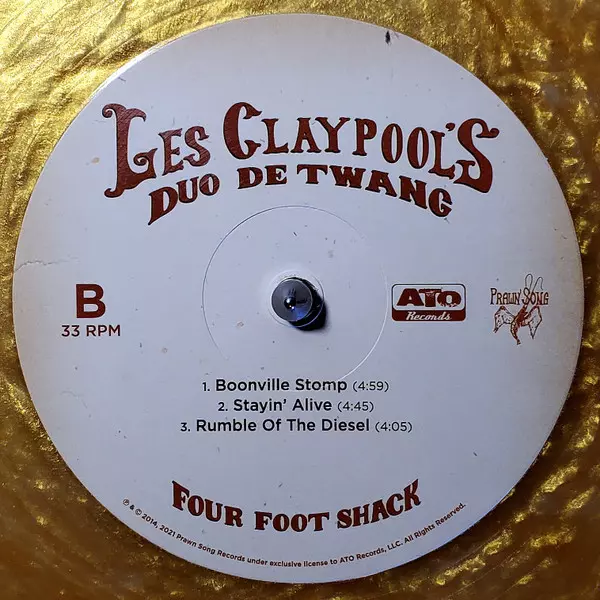 LES CLAYPOOL'S
DUO DE TWANG
B
33 RPM
ATO
Records
PRAWN SONG
1. Boonville Stomp (4:59)
2. Stayin' Alive (4:45)
3. Rumble Of The Diesel (4:05)
FOUR FOOT SHACK
℗ & © 2014, 2021 Prawn Song Records under exclusive license to ATO Records, LLC. All Rights Reserved.